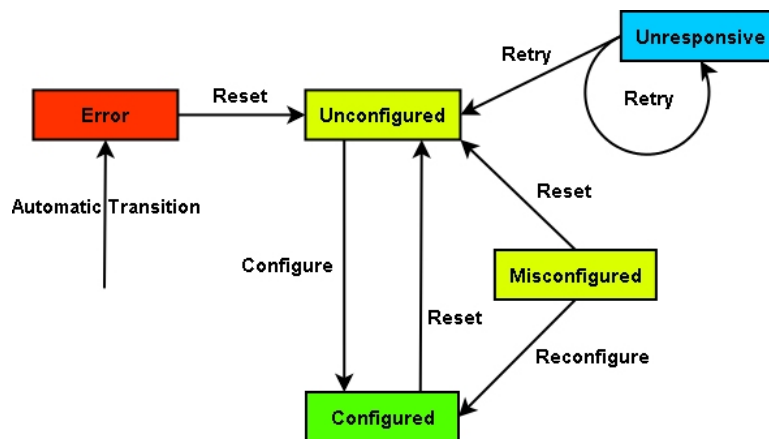 Unresponsive
Retry
Retry
Error
Reset
Unconfigured
Automatic Transition
Reset
Configure
Misconfigured
Reset
Reconfigure
Configured